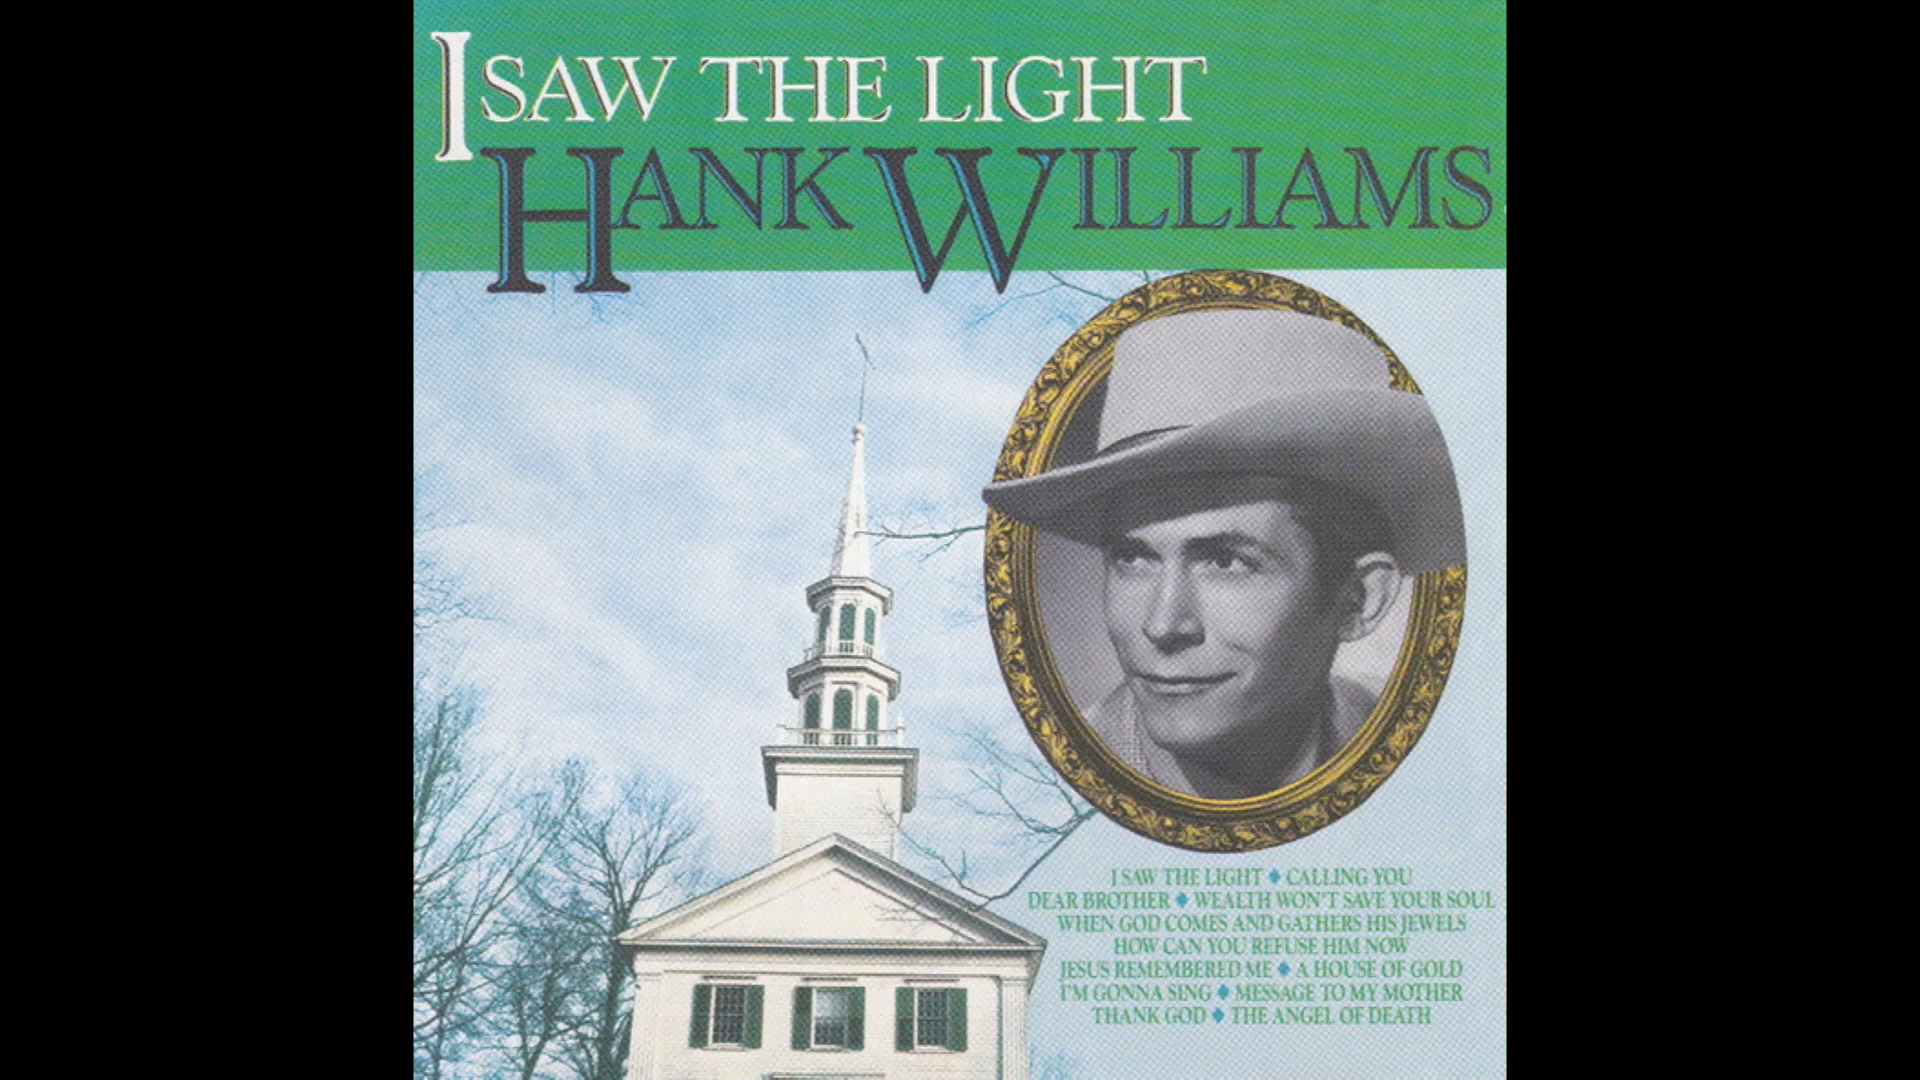 I SAW THE LIGHT
HANK WILLIAMS
I SAW THE LIGHT ♦ CALLING YOU
DEAR BROTHER ♦ WEALTH WON'T SAVE YOUR SOUL
WHEN GOD COMES AND GATHERS HIS JEWELS
HOW CAN YOU REFUSE HIM NOW
JESUS REMEMBERED ME ♦ A HOUSE OF GOLD
I'M GONNA SING ♦ MESSAGE TO MY MOTHER
THANK GOD ♦ THE ANGEL OF DEATH